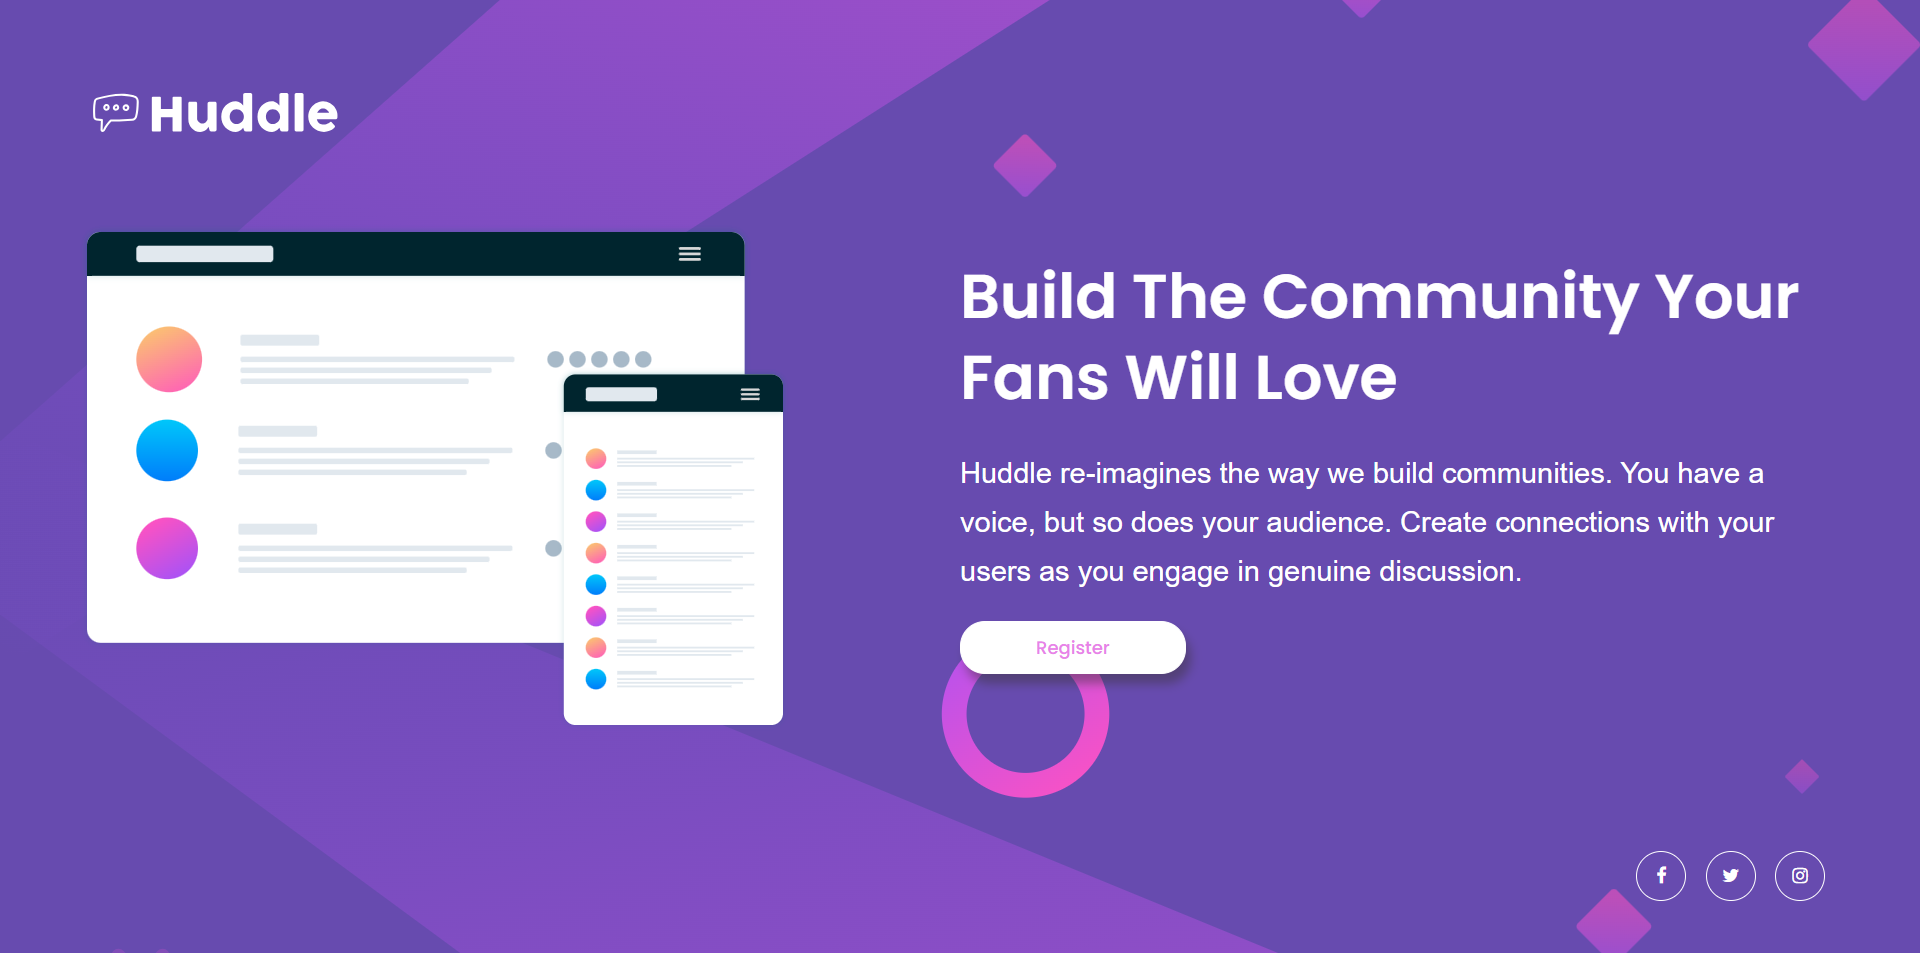 Huddle
Build The Community Your
Fans Will Love
Huddle re-imagines the way we build communities. You have a
voice, but so does your audience. Create connections with your
users as you engage in genuine discussion.
Register